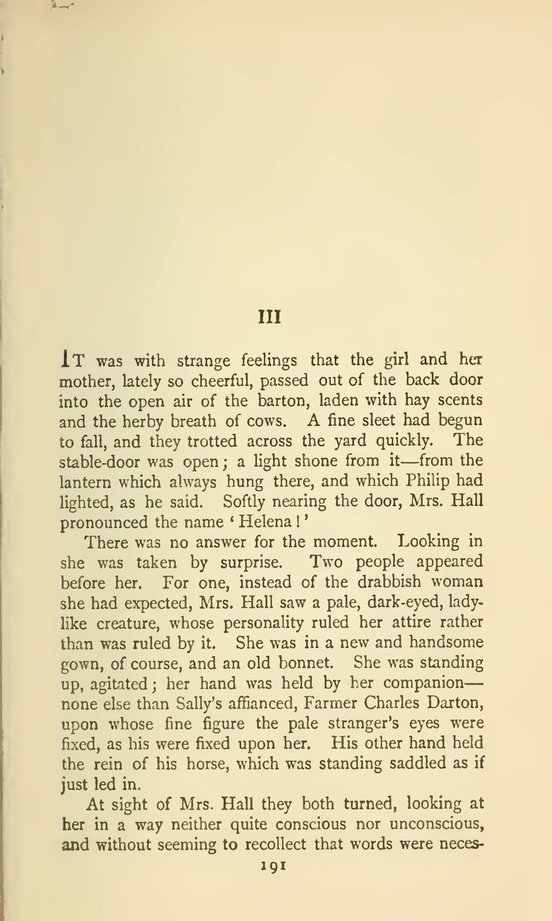 III
IT was with strange feelings that the girl and her
mother, lately so cheerful, passed out of the back door
into the open air of the barton, laden with hay scents
and the herby breath of cows. A fine sleet had begun
to fall, and they trotted across the yard quickly. The
stable-door was open; a light shone from it—from the
lantern which always hung there, and which Philip had
lighted, as he said. Softly nearing the door, Mrs. Hall
pronounced the name ‘Helena!’
There was no answer for the moment. Looking in
she was taken by surprise. Two people appeared
before her. For one, instead of the drabbish woman
she had expected, Mrs. Hall saw a pale, dark-eyed, lady-
like creature, whose personality ruled her attire rather
than was ruled by it. She was in a new and handsome
gown, of course, and an old bonnet. She was standing
up, agitated; her hand was held by her companion—
none else than Sally's affianced, Farmer Charles Darton,
upon whose fine figure the pale stranger's eyes were
fixed, as his were fixed upon her. His other hand held
the rein of his horse, which was standing saddled as if
just led in.
At sight of Mrs. Hall they both turned, looking at
her in a way neither quite conscious nor unconscious,
and without seeming to recollect that words were neces-
191